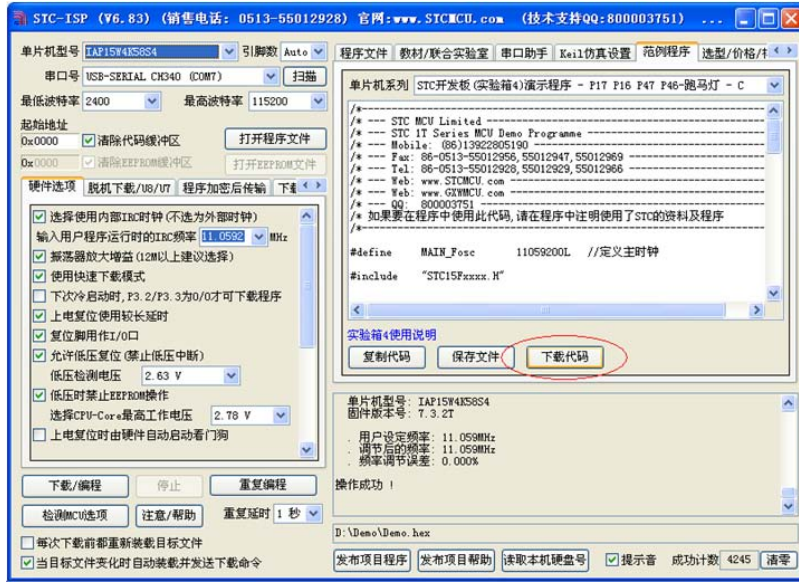 STC-ISP (V6.83) (销售电话: 0513-55012928) 官网:www.STCMCU.com (技术支持QQ:800003751) ...
单片机型号 IAP15W4K58S4 引脚数 Auto
串口号 USB-SERIAL CH340 (COM7) 扫描
最低波特率 2400 最高波特率 115200
起始地址
0x0000 清除代码缓冲区 打开程序文件
0x0000 清除EEPROM缓冲区 打开EEPROM文件
硬件选项 脱机下载/U8/U7 程序加密后传输
选择使用内部IRC时钟(不选为外部时钟)
输入用户程序运行时的IRC频率 11.0592 MHz
振荡器放大增益(12M以上建议选择)
使用快速下载模式
下次冷启动时,P3.2/P3.3为0/0才可下载程序
上电复位使用较长延时
复位脚用作I/O口
允许低压复位(禁止低压中断)
低压检测电压 2.63 V
低压时禁止EEPROM操作
选择CPU-Core最高工作电压 2.78 V
上电复位时由硬件自动启动看门狗
下载/编程 停止 重复编程
检测MCU选项 注意/帮助 重复延时 1 秒
每次下载前都重新装载目标文件
当目标文件变化时自动装载并发送下载命令
程序文件 教材/联合实验室 串口助手 Keil仿真设置 范例程序 选型/价格/
单片机系列 STC开发板(实验箱4)演示程序 - P17 P16 P47 P46-跑马灯 - C
/*---------------------------------------------------------
/* --- STC MCU Limited ------------------------------------
/* --- STC 1T Series MCU Demo Programme -------------------
/* --- Mobile: (86)13922805190 ----------------------------
/* --- Fax: 86-0513-55012956,55012947,55012969 ------------
/* --- Tel: 86-0513-55012928,55012929,55012966 ------------
/* --- Web: www.STCMCU.com --------------------------------
/* --- Web: www.GXWMCU.com --------------------------------
/* --- QQ: 800003751 --------------------------------------
/* 如果要在程序中使用此代码,请在程序中注明使用了STC的资料及程序
/*---------------------------------------------------------
#define MAIN_Fosc 11059200L //定义主时钟
#include "STC15Fxxxx.H"
实验箱4使用说明
复制代码 保存文件 下载代码
单片机型号: IAP15W4K58S4
固件版本号: 7.3.2T
. 用户设定频率: 11.059MHz
. 调节后的频率: 11.059MHz
. 频率调节误差: 0.000%
操作成功 !
D:\Demo\Demo.hex
发布项目程序 发布项目帮助 读取本机硬盘号 提示音 成功计数 4245 清零